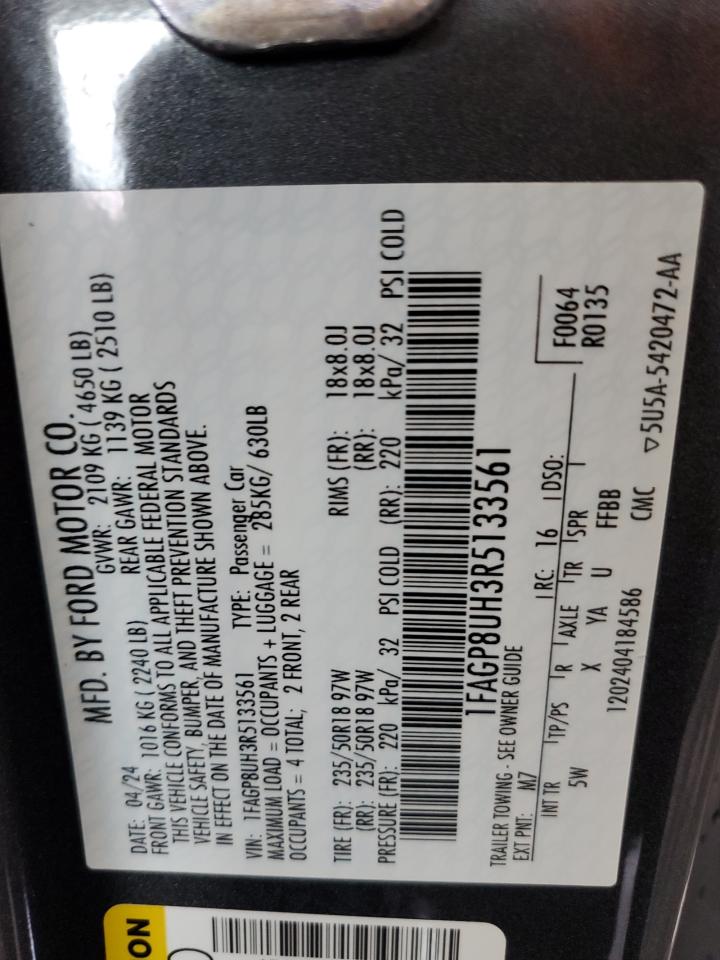 MFD. BY FORD MOTOR CO.
DATE: 04/24 GVWR: 2109 KG ( 4650 LB)
FRONT GAWR: 1016 KG ( 2240 LB) REAR GAWR: 1139 KG ( 2510 LB)
THIS VEHICLE CONFORMS TO ALL APPLICABLE FEDERAL MOTOR
VEHICLE SAFETY, BUMPER, AND THEFT PREVENTION STANDARDS
IN EFFECT ON THE DATE OF MANUFACTURE SHOWN ABOVE.
VIN: 1FAGP8UH3R5133561 TYPE: Passenger Car
MAXIMUM LOAD = OCCUPANTS + LUGGAGE = 285KG/ 630LB
OCCUPANTS = 4 TOTAL; 2 FRONT, 2 REAR
TIRE (FR): 235/50R18 97W RIMS (FR): 18x8.0J
(RR): 235/50R18 97W (RR): 18x8.0J
PRESSURE (FR): 220 kPa/ 32 PSI COLD (RR): 220 kPa/ 32 PSI COLD
1FAGP8UH3R5133561
TRAILER TOWING - SEE OWNER GUIDE
EXT PNT: M7 RC: 16 DSO: F0064
R0135
INT TR TP/PS R AXLE TR SPR
5W X YA U FFBB
1202404184586 CMC ▽5U5A-5420472-AA
ON